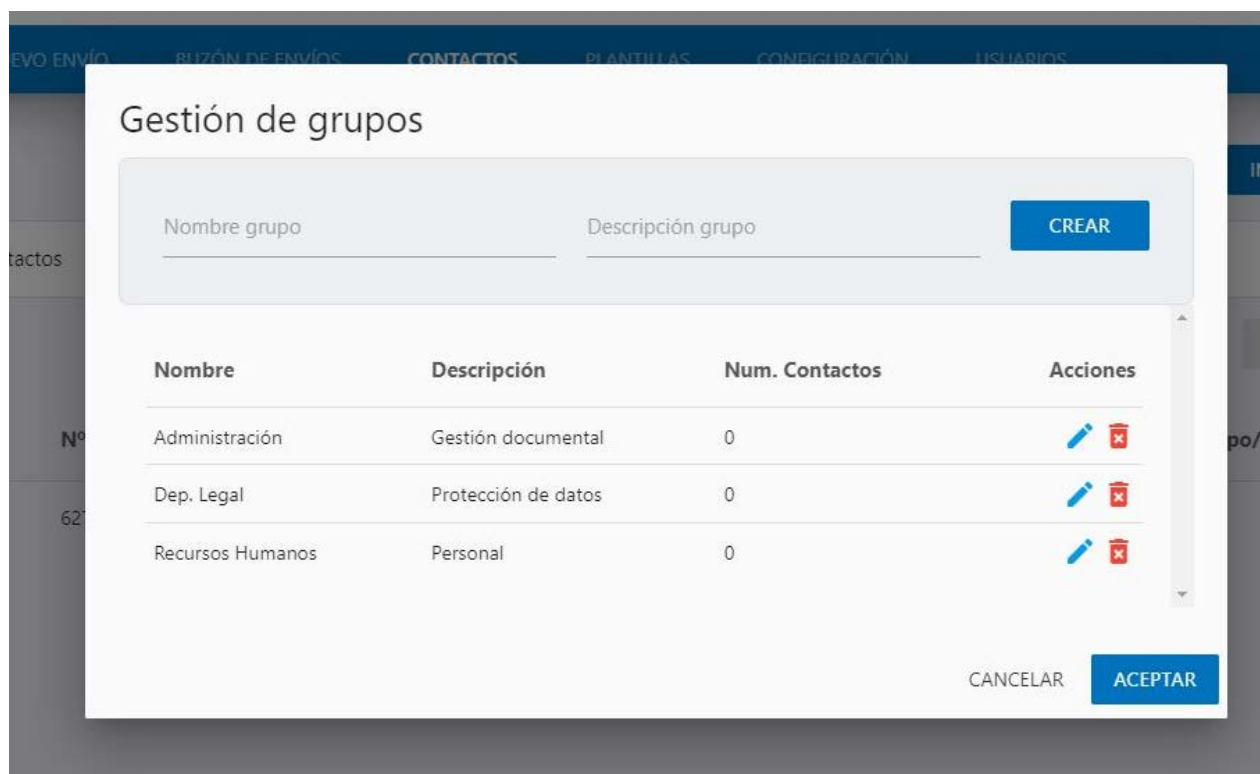 EVO ENVÍO BUZÓN DE ENVÍOS CONTACTOS PLANTILLAS CONFIGURACIÓN USUARIOS
Gestión de grupos
Nombre grupo Descripción grupo CREAR
tactos
Nombre Descripción Num. Contactos Acciones
Nº Administración Gestión documental 0 po/
Dep. Legal Protección de datos 0
62
Recursos Humanos Personal 0
CANCELAR ACEPTAR